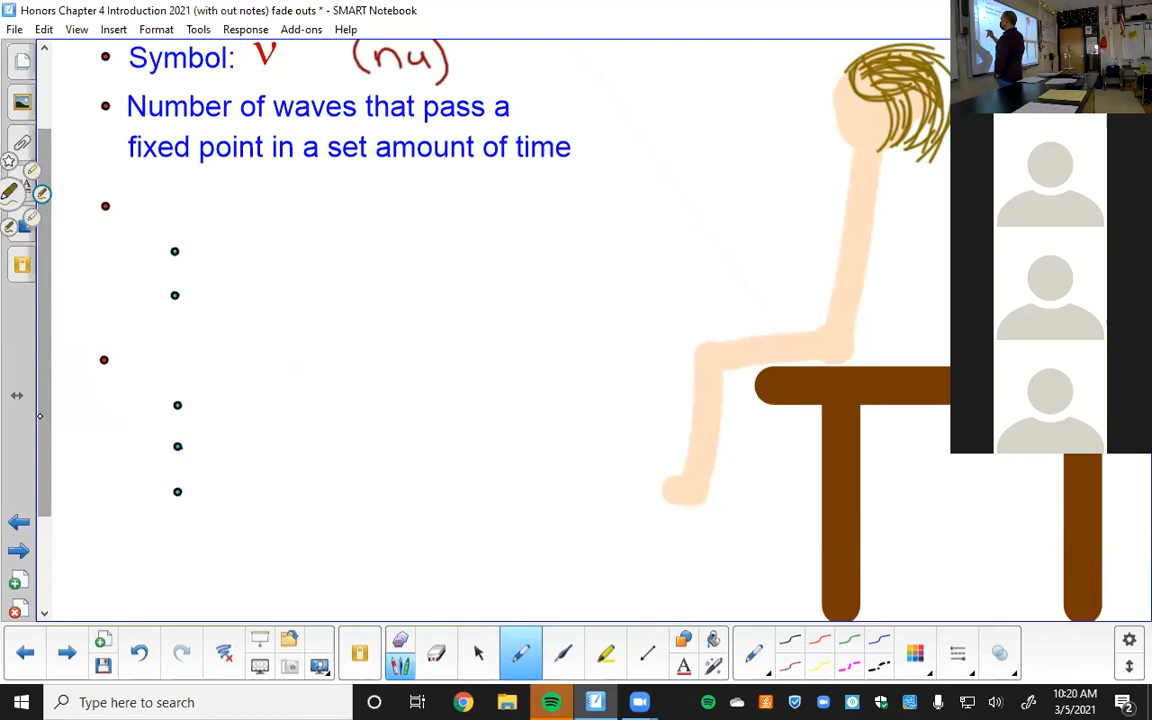 Honors Chapter 4 Introduction 2021 (with out notes) fade outs * - SMART Notebook
File Edit View Insert Format Tools Response Add-ons Help
Symbol: ν (nu)
Number of waves that pass a
fixed point in a set amount of time
A
Type here to search
10:20 AM
3/5/2021
2